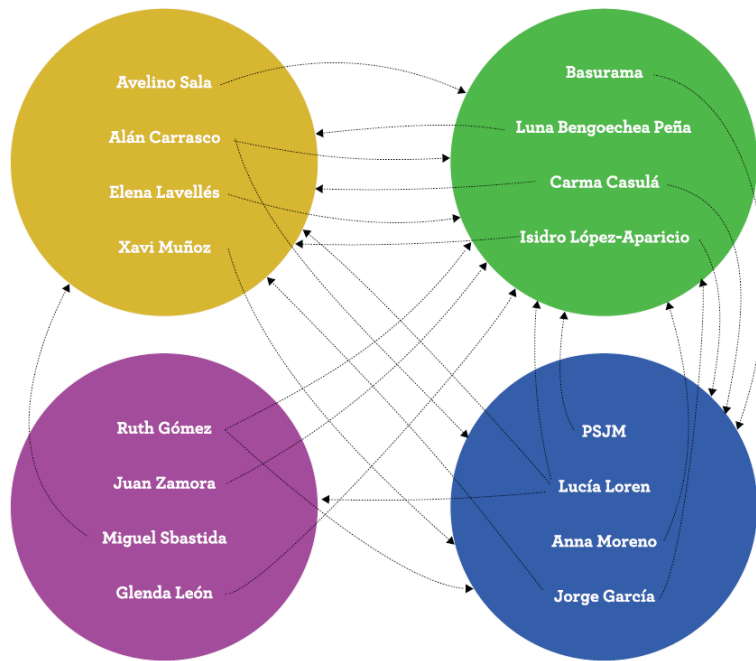 Avelino Sala
Alán Carrasco
Elena Lavellés
Xavi Muñoz
Basurama
Luna Bengoechea Peña
Carma Casulá
Isidro López-Aparicio
Ruth Gómez
Juan Zamora
Miguel Sbastida
Glenda León
PSJM
Lucía Loren
Anna Moreno
Jorge García